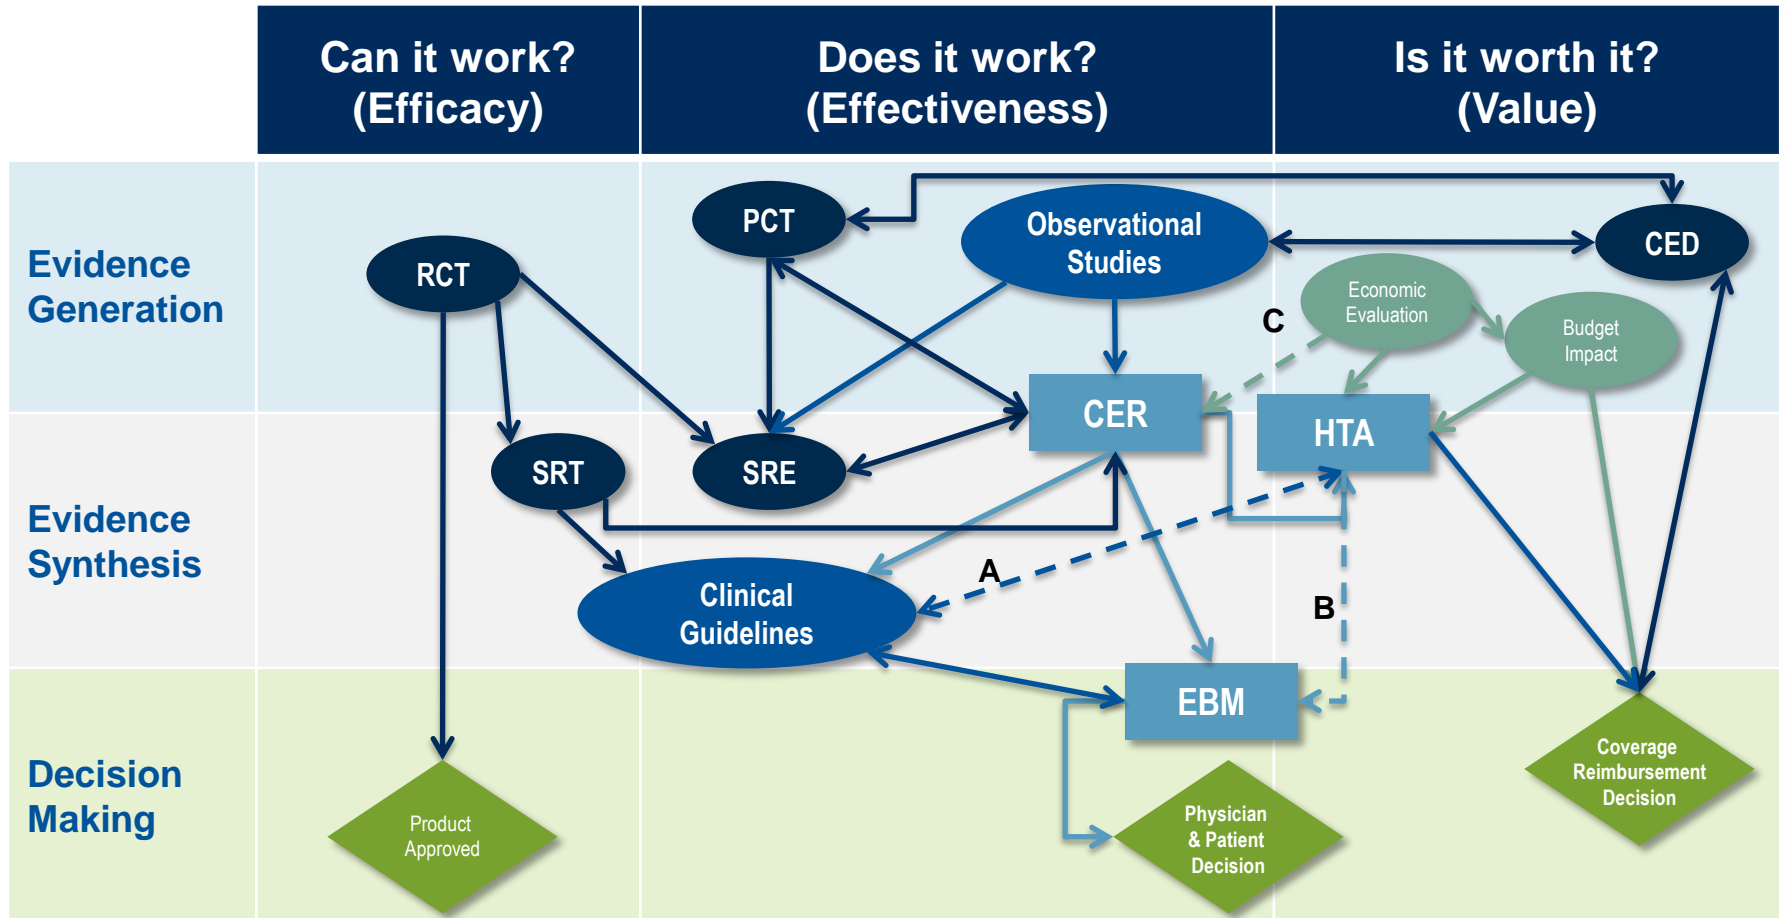 Can it work?
(Efficacy)
Does it work?
(Effectiveness)
Is it worth it?
(Value)
Evidence
Generation
RCT
PCT
Observational
Studies
CED
Economic
Evaluation
Budget
Impact
C
CER
HTA
Evidence
Synthesis
SRT
SRE
A
B
Clinical
Guidelines
EBM
Decision
Making
Product
Approved
Physician
& Patient
Decision
Coverage
Reimbursement
Decision